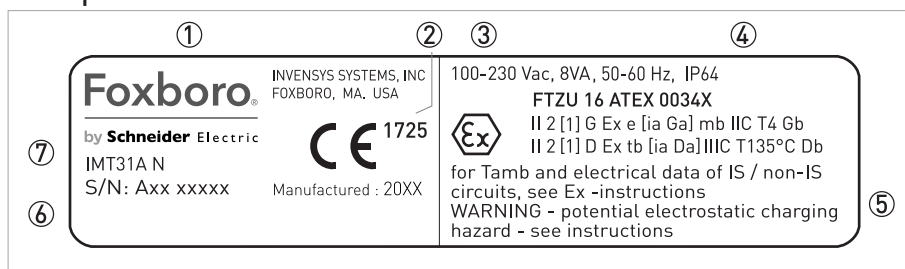 ① ② ③ ④
Foxboro®
by Schneider Electric
IMT31A N
S/N: Axx xxxxx
INVENSYS SYSTEMS, INC
FOXBORO, MA. USA
CE 1725
Manufactured : 20XX
100-230 Vac, 8VA, 50-60 Hz, IP64
FTZU 16 ATEX 0034X
Ex II 2 [1] G Ex e [ia Ga] mb IIC T4 Gb
II 2 [1] D Ex tb [ia Da] IIIC T135°C Db
for Tamb and electrical data of IS / non-IS
circuits, see Ex -instructions
WARNING - potential electrostatic charging
hazard - see instructions
⑦
⑥
⑤